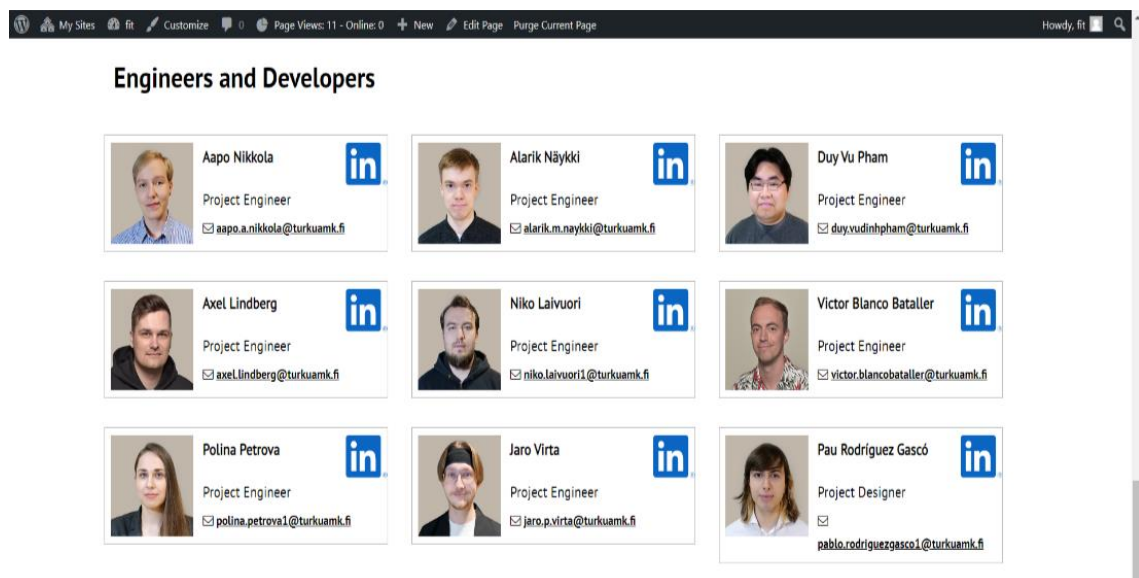 My Sites fit Customize 0 Page Views: 11 - Online: 0 New Edit Page Purge Current Page Howdy, fit
Engineers and Developers
Aapo Nikkola
in
Project Engineer
aapo.a.nikkola@turkuamk.fi
Alarik Näykki
in
Project Engineer
alarik.m.naykki@turkuamk.fi
Duy Vu Pham
in
Project Engineer
duy.vudinhpham@turkuamk.fi
Axel Lindberg
in
Project Engineer
axel.lindberg@turkuamk.fi
Niko Laivuori
in
Project Engineer
niko.laivuori1@turkuamk.fi
Victor Blanco Bataller
in
Project Engineer
victor.blancobataller@turkuamk.fi
Polina Petrova
in
Project Engineer
polina.petrova1@turkuamk.fi
Jaro Virta
in
Project Engineer
jaro.p.virta@turkuamk.fi
Pau Rodríguez Gascó
in
Project Designer
pablo.rodriguezgasco1@turkuamk.fi